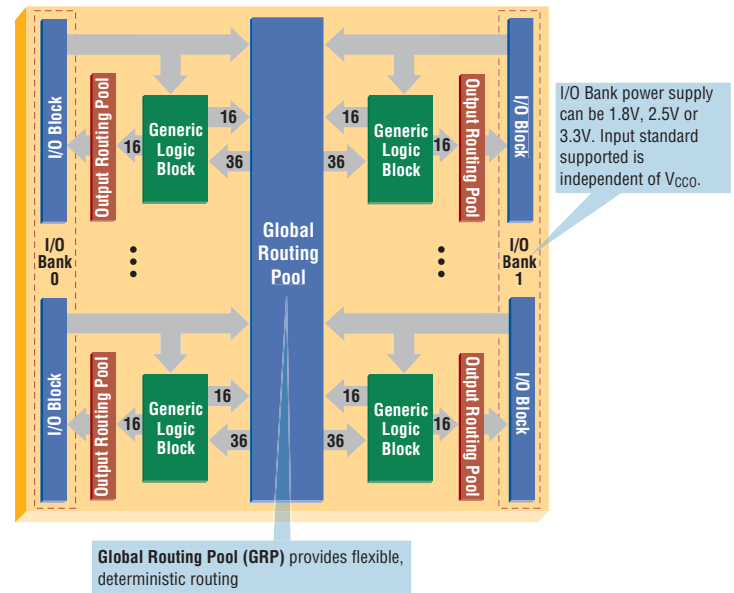 I/O Block
Output Routing Pool
16
Generic
Logic
Block
16
36
Global
Routing
Pool
16
36
Generic
Logic
Block
16
Output Routing Pool
I/O Block
I/O
Bank
0
I/O
Bank
1
I/O Block
Output Routing Pool
16
Generic
Logic
Block
16
36
16
36
Generic
Logic
Block
16
Output Routing Pool
I/O Block
I/O Bank power supply
can be 1.8V, 2.5V or
3.3V. Input standard
supported is
independent of VCCO.
Global Routing Pool (GRP) provides flexible,
deterministic routing